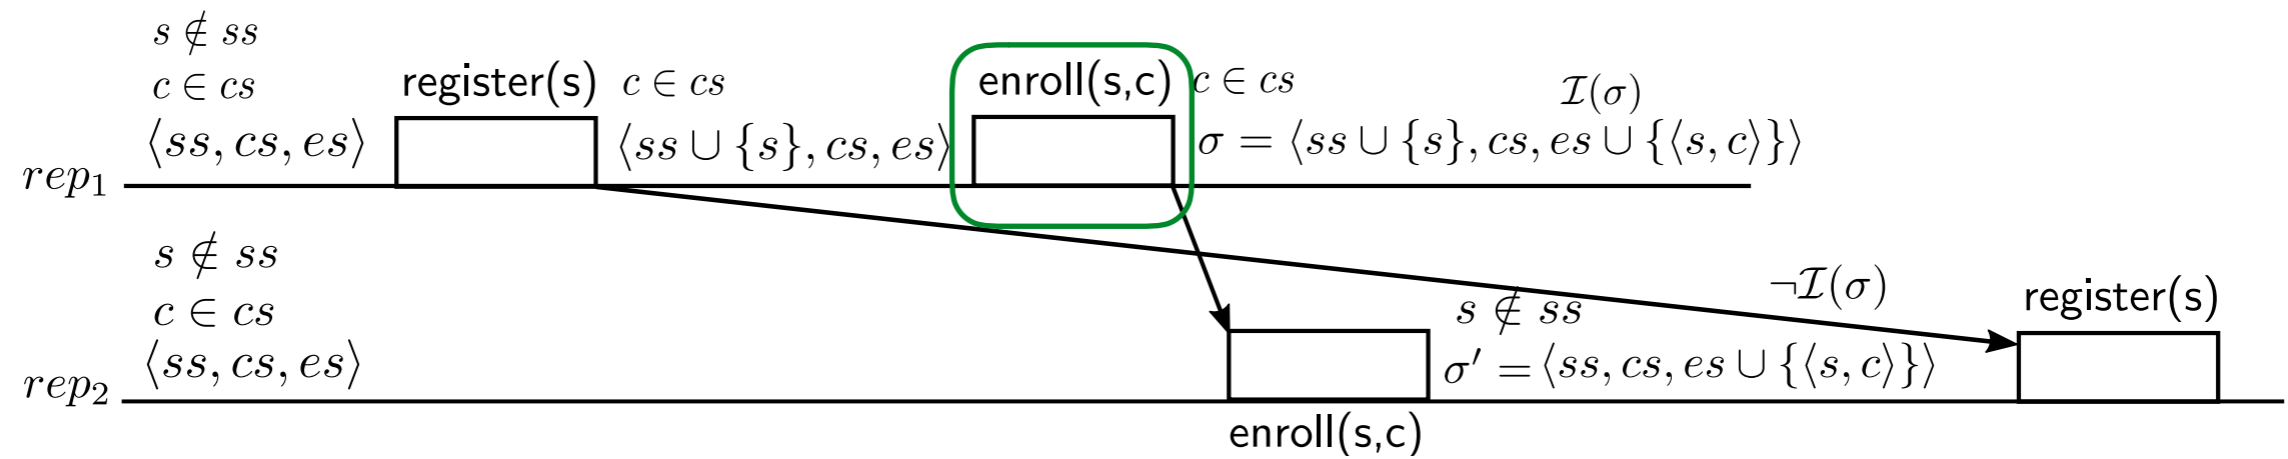 s ∉ ss
c ∈ cs
⟨ss, cs, es⟩
register(s)
c ∈ cs
⟨ss ∪ {s}, cs, es⟩
enroll(s,c)
c ∈ cs
I(σ)
σ = ⟨ss ∪ {s}, cs, es ∪ {⟨s, c⟩}⟩
rep₁
s ∉ ss
c ∈ cs
⟨ss, cs, es⟩
rep₂
s ∉ ss
¬I(σ)
σ′ = ⟨ss, cs, es ∪ {⟨s, c⟩}⟩
enroll(s,c)
register(s)